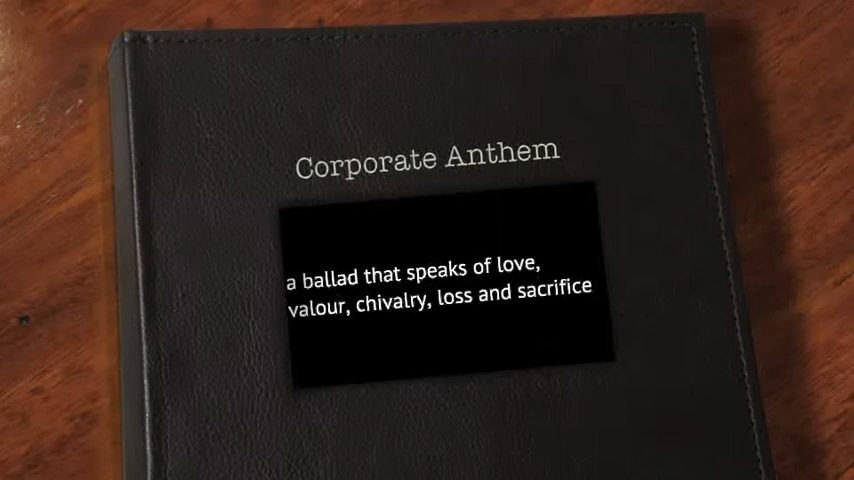 Corporate Anthem
a ballad that speaks of love,
valour, chivalry, loss and sacrifice